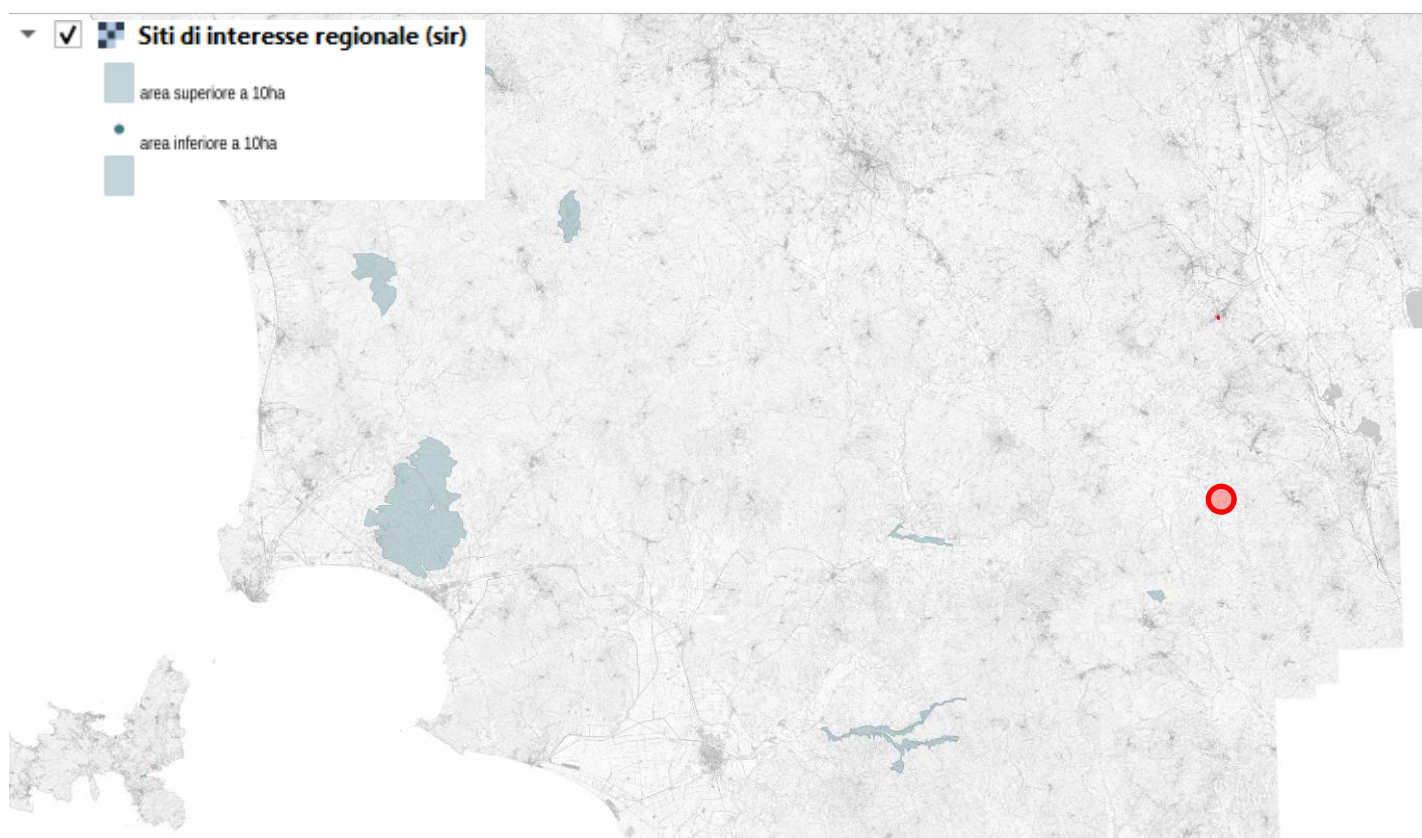 Siti di interesse regionale (sir)
area superiore a 10ha
area inferiore a 10ha